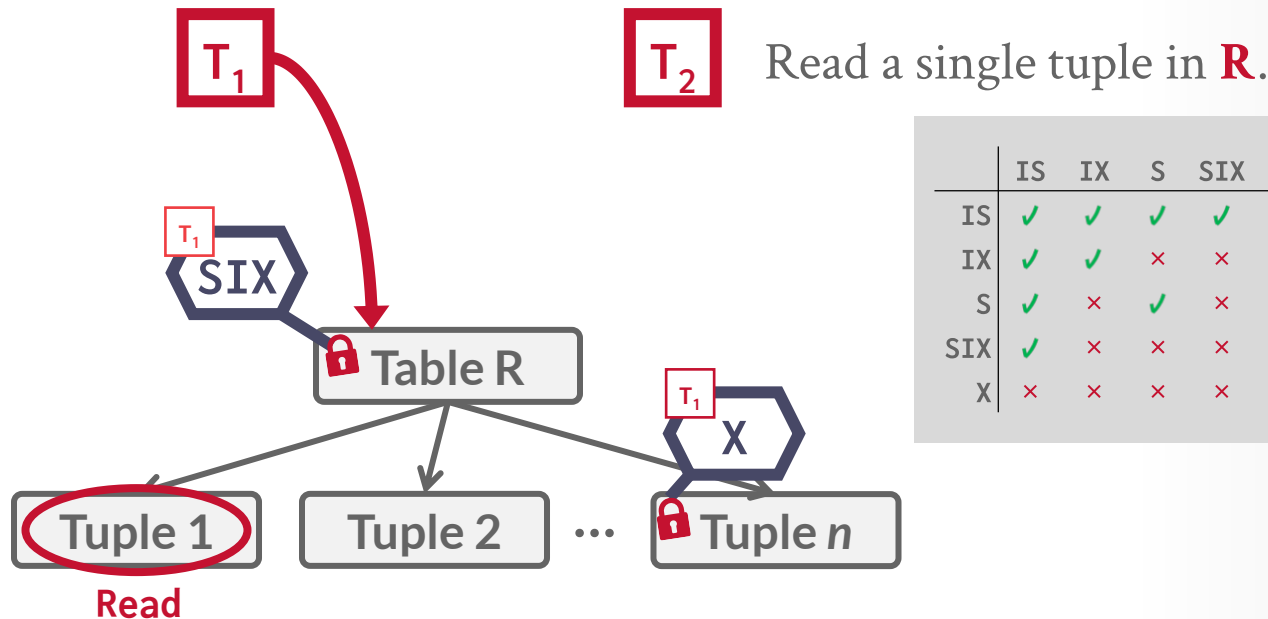 T1
T2
Read a single tuple in R.
IS IX S SIX
IS ✓ ✓ ✓ ✓
IX ✓ ✓ × ×
S ✓ × ✓ ×
SIX ✓ × × ×
X × × × ×
T1
SIX
Table R
T1
X
Tuple 1
Tuple 2
...
Tuple n
Read